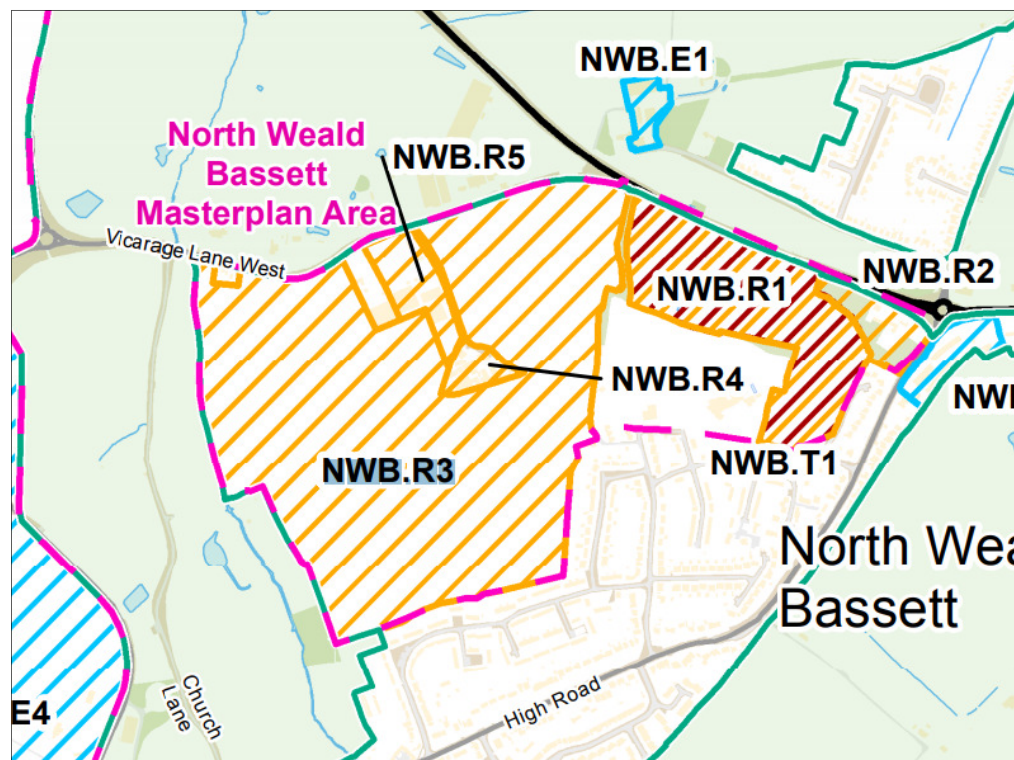 NWB.E1
North Weald
Bassett
Masterplan Area
NWB.R5
Vicarage Lane West
NWB.R2
NWB.R1
NWB.R4
NWB.R3
NWB.T1
North Wea
Bassett
High Road
Church
Lane
E4